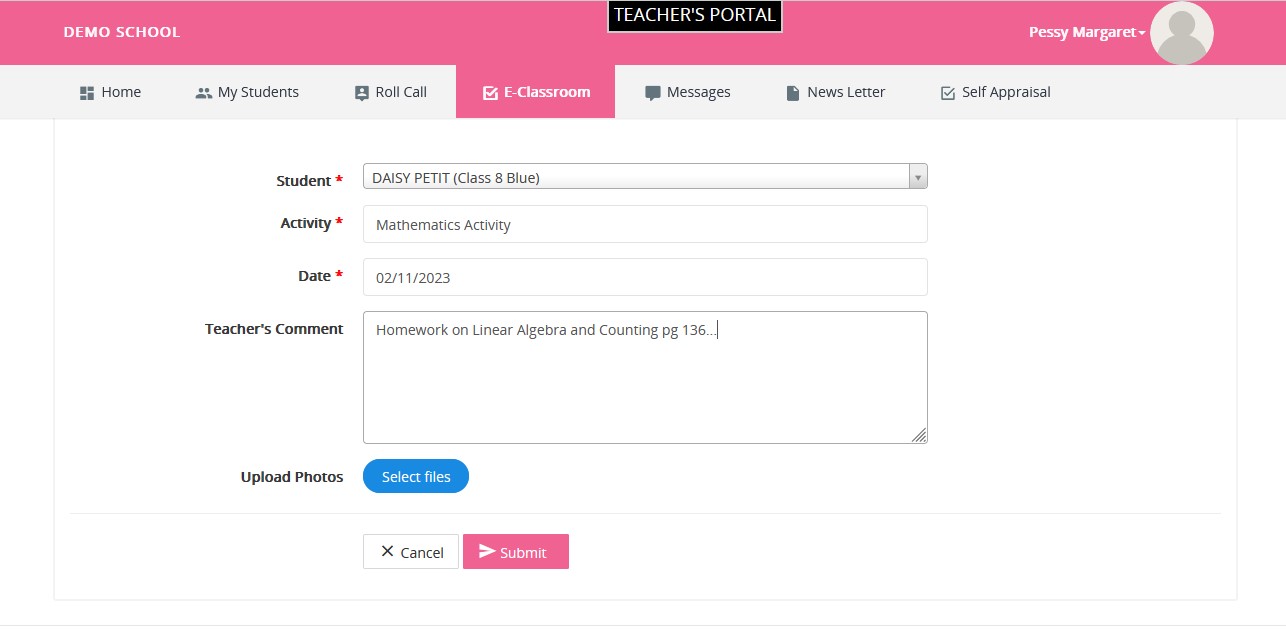 TEACHER'S PORTAL
DEMO SCHOOL
Pessy Margaret
Home
My Students
Roll Call
E-Classroom
Messages
News Letter
Self Appraisal
Student *
DAISY PETIT (Class 8 Blue)
Activity *
Mathematics Activity
Date *
02/11/2023
Teacher's Comment
Homework on Linear Algebra and Counting pg 136...
Upload Photos
Select files
Cancel
Submit